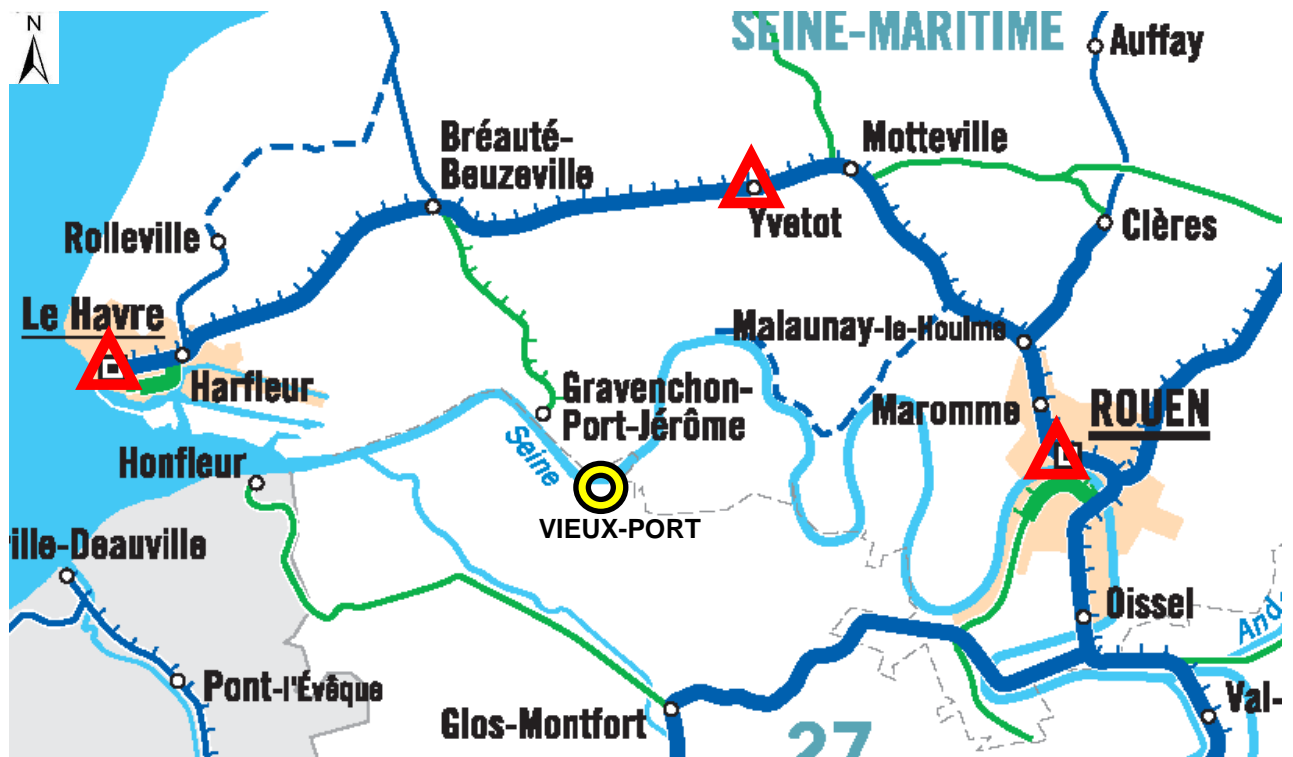 N
SEINE-MARITIME
Auffay
Bréauté-
Beuzeville
Motteville
Yvetot
Rolleville
Clères
Le Havre
Malaunay-le-Houlme
Harfleur
Gravenchon-
Port-Jérôme
Maromme
ROUEN
Seine
Honfleur
VIEUX-PORT
ville-Deauville
Oissel
And
Pont-l'Évêque
Glos-Montfort
27
Val-